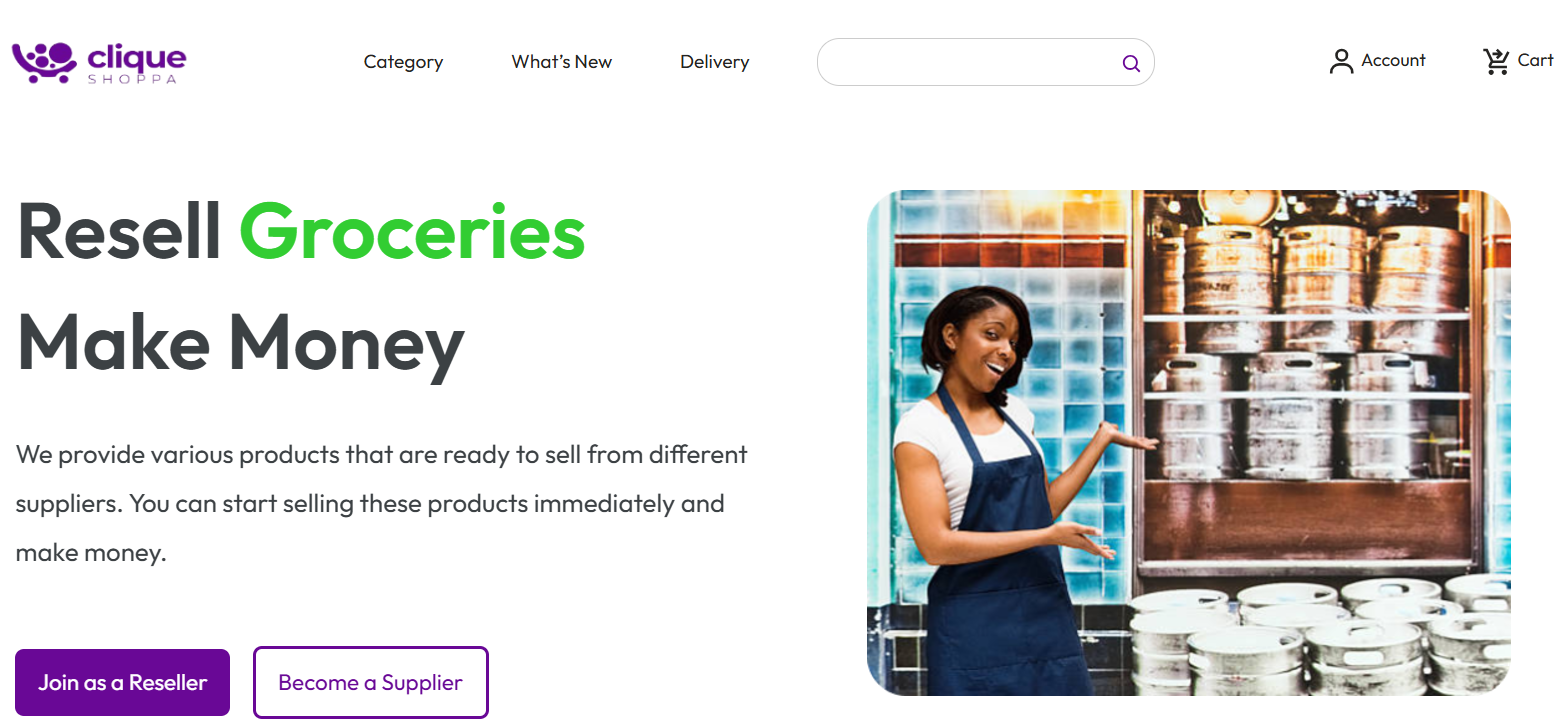 clique
SHOPPA
Category
What's New
Delivery
Account
Cart
Resell Groceries
Make Money
We provide various products that are ready to sell from different
suppliers. You can start selling these products immediately and
make money.
Join as a Reseller
Become a Supplier